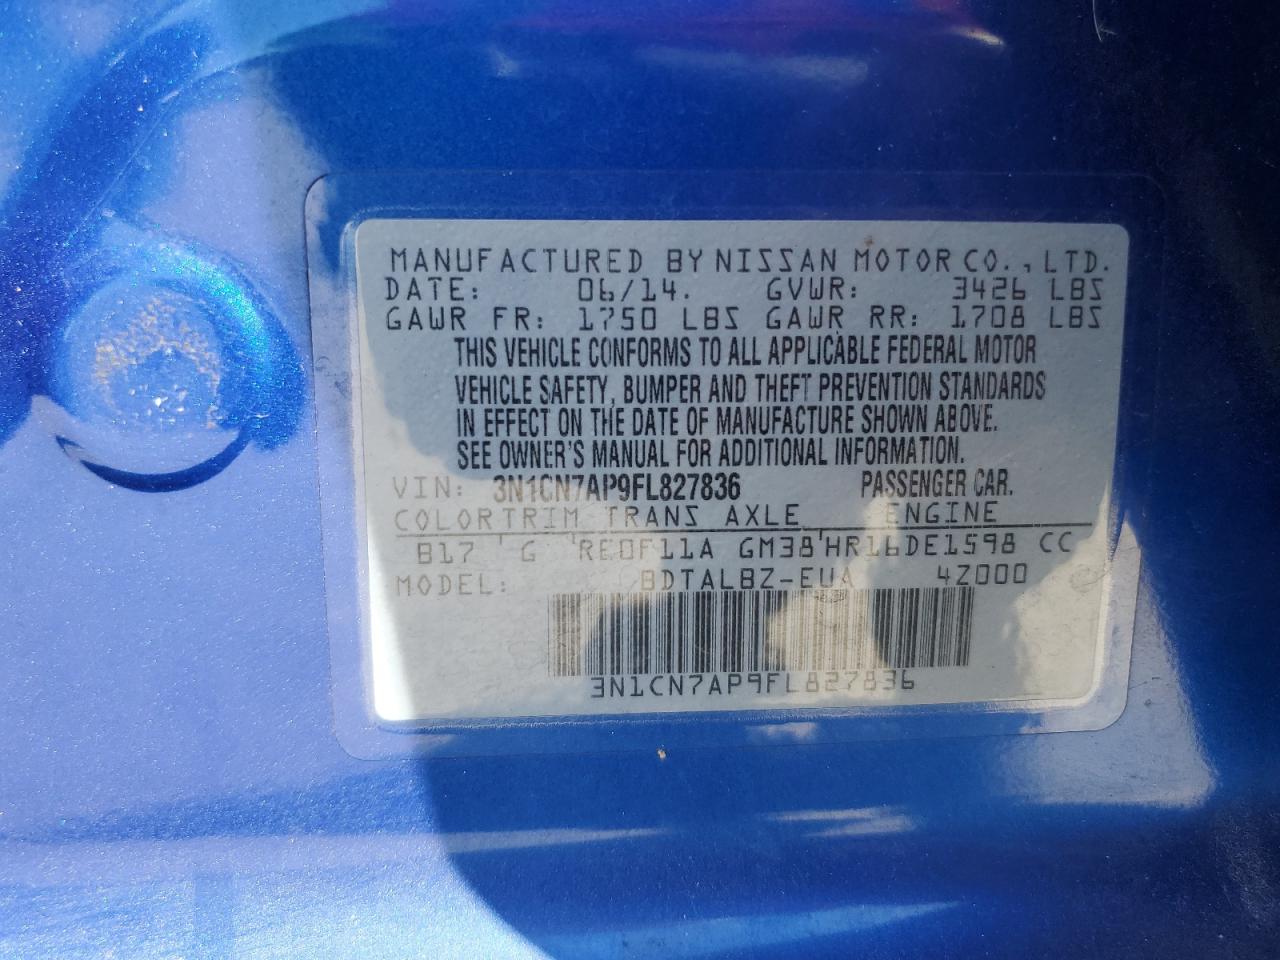 MANUFACTURED BY NISSAN MOTOR CO., LTD.
DATE: 06/14. GVWR: 3426 LBS
GAWR FR: 1750 LBS GAWR RR: 1708 LBS
THIS VEHICLE CONFORMS TO ALL APPLICABLE FEDERAL MOTOR
VEHICLE SAFETY, BUMPER AND THEFT PREVENTION STANDARDS
IN EFFECT ON THE DATE OF MANUFACTURE SHOWN ABOVE.
SEE OWNER'S MANUAL FOR ADDITIONAL INFORMATION.
VIN: 3N1CN7AP9FL827836 PASSENGER CAR.
COLOR TRIM TRANS AXLE ENGINE
B17 G RE0F11A GM38 HR16DE1598 CC
MODEL: BDTALBZ-EUA 4Z000
3N1CN7AP9FL827836